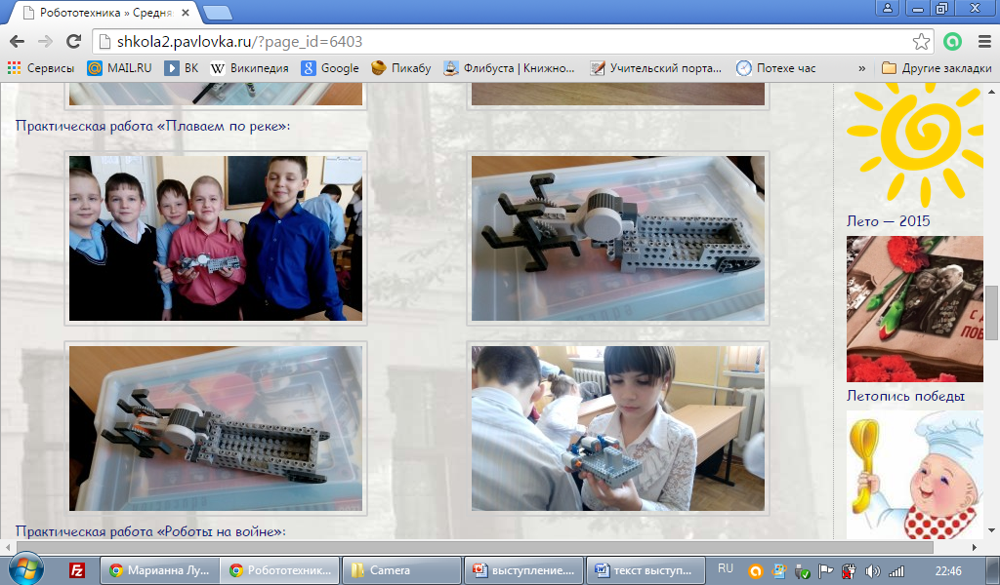 Робототехника » Средня
shkola2.pavlovka.ru/?page_id=6403
Сервисы
MAIL.RU
ВК
Википедия
Google
Пикабу
Флибуста | Книжно...
Учительский порта...
Потехе час
»
Другие закладки
Практическая работа «Плаваем по реке»:
Лето — 2015
Летопись победы
Практическая работа «Роботы на войне»:
Марианна Лу...
Робототехник...
Camera
выступление....
текст выступ...
RU
22:46